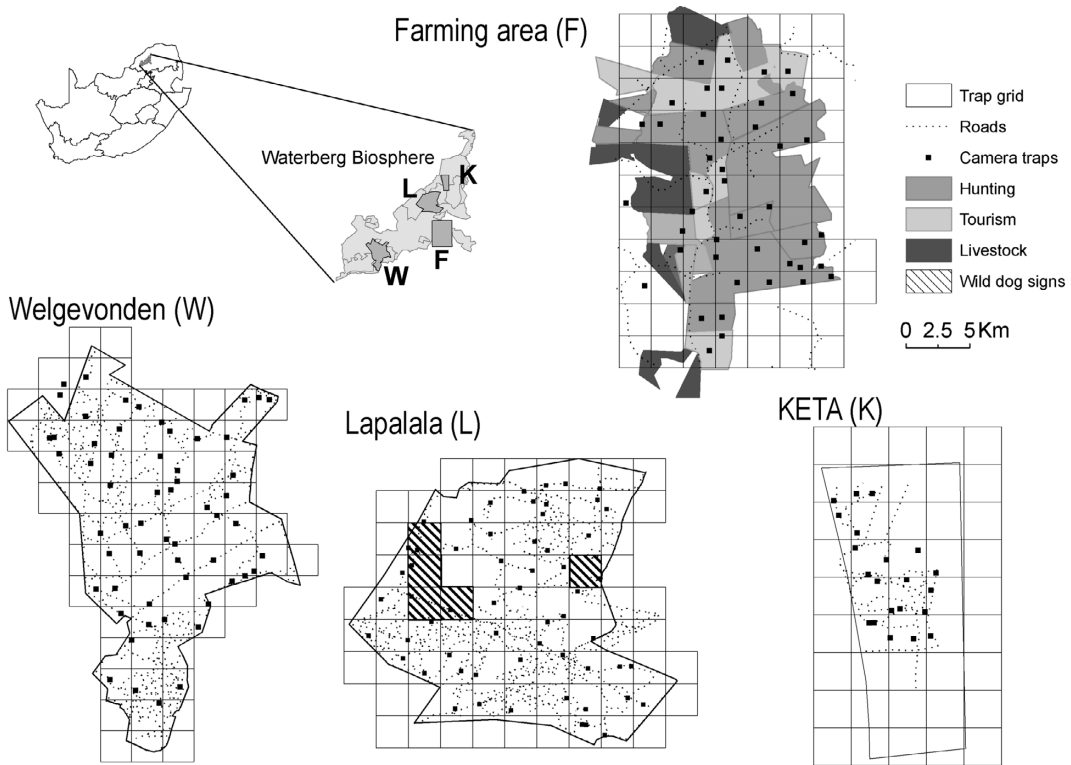 Farming area (F)
Trap grid
Roads
Camera traps
Hunting
Tourism
Livestock
Wild dog signs
0 2.5 5 Km
Waterberg Biosphere
K
L
F
W
Welgevonden (W)
Lapalala (L)
KETA (K)